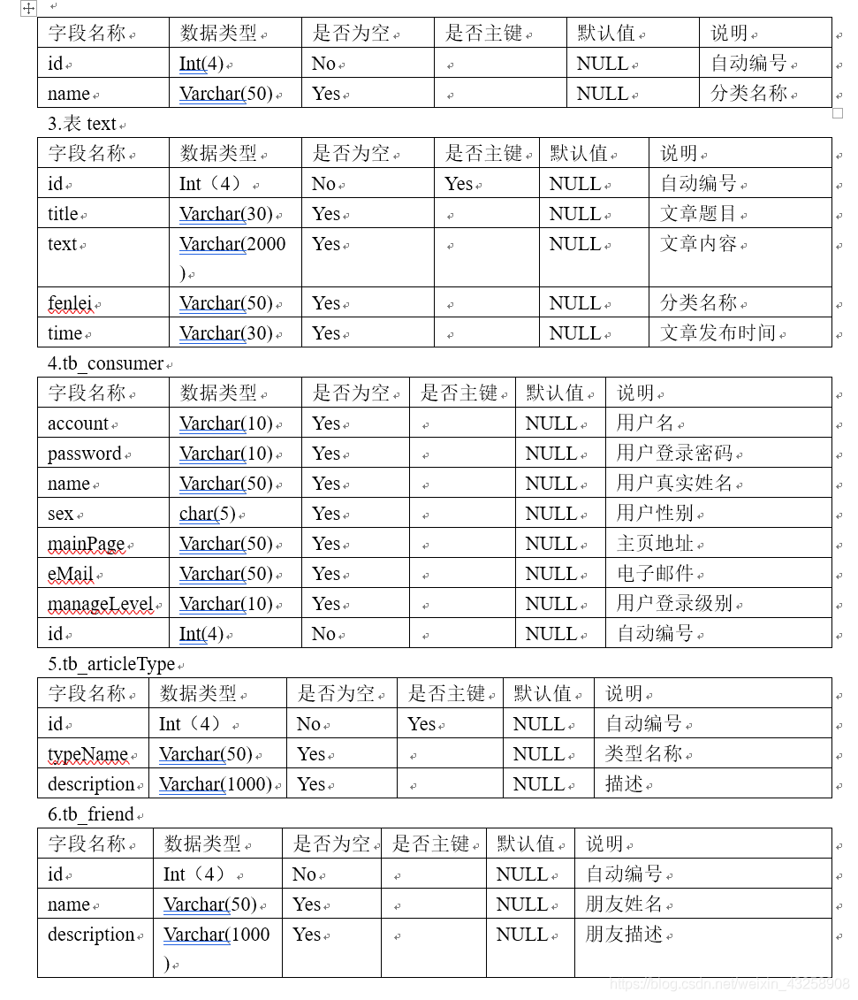 字段名称 数据类型 是否为空 是否主键 默认值 说明
id Int(4) No NULL 自动编号
name Varchar(50) Yes NULL 分类名称
3.表 text
字段名称 数据类型 是否为空 是否主键 默认值 说明
id Int（4） No Yes NULL 自动编号
title Varchar(30) Yes NULL 文章题目
text Varchar(2000 Yes NULL 文章内容
)
fenlei Varchar(50) Yes NULL 分类名称
time Varchar(30) Yes NULL 文章发布时间
4.tb_consumer
字段名称 数据类型 是否为空 是否主键 默认值 说明
account Varchar(10) Yes NULL 用户名
password Varchar(10) Yes NULL 用户登录密码
name Varchar(50) Yes NULL 用户真实姓名
sex char(5) Yes NULL 用户性别
mainPage Varchar(50) Yes NULL 主页地址
eMail Varchar(50) Yes NULL 电子邮件
manageLevel Varchar(10) Yes NULL 用户登录级别
id Int(4) No NULL 自动编号
5.tb_articleType
字段名称 数据类型 是否为空 是否主键 默认值 说明
id Int（4） No Yes NULL 自动编号
typeName Varchar(50) Yes NULL 类型名称
description Varchar(1000) Yes NULL 描述
6.tb_friend
字段名称 数据类型 是否为空 是否主键 默认值 说明
id Int（4） No NULL 自动编号
name Varchar(50) Yes NULL 朋友姓名
description Varchar(1000 Yes NULL 朋友描述
)
https://blog.csdn.net/weixin_43258908